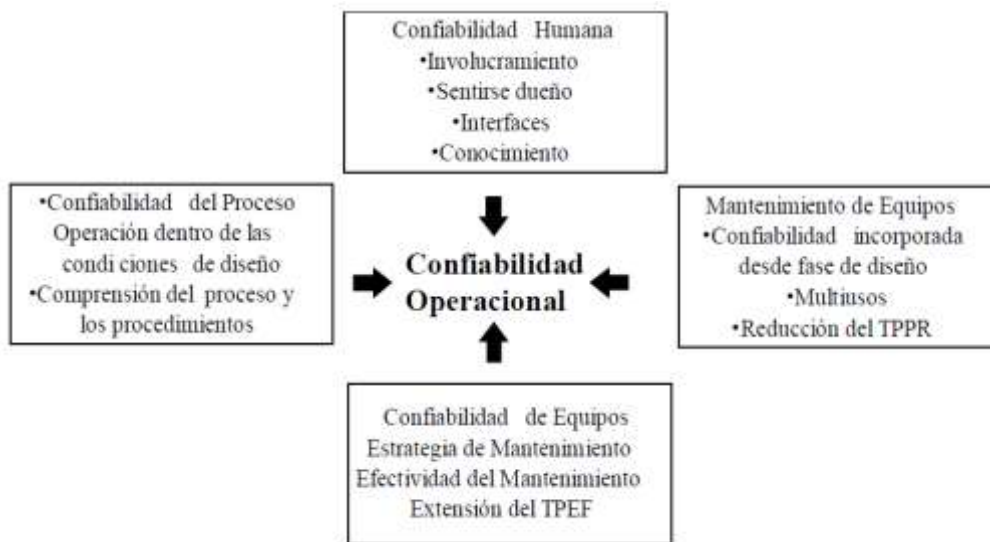 Confiabilidad Humana
•Involucramiento
•Sentirse dueño
•Interfaces
•Conocimiento
•Confiabilidad del Proceso
Operación dentro de las
condi ciones de diseño
•Comprensión del proceso y
los procedimientos
Confiabilidad
Operacional
Mantenimiento de Equipos
•Confiabilidad incorporada
desde fase de diseño
•Multiusos
•Reducción del TPPR
Confiabilidad de Equipos
Estrategia de Mantenimiento
Efectividad del Mantenimiento
Extensión del TPEF